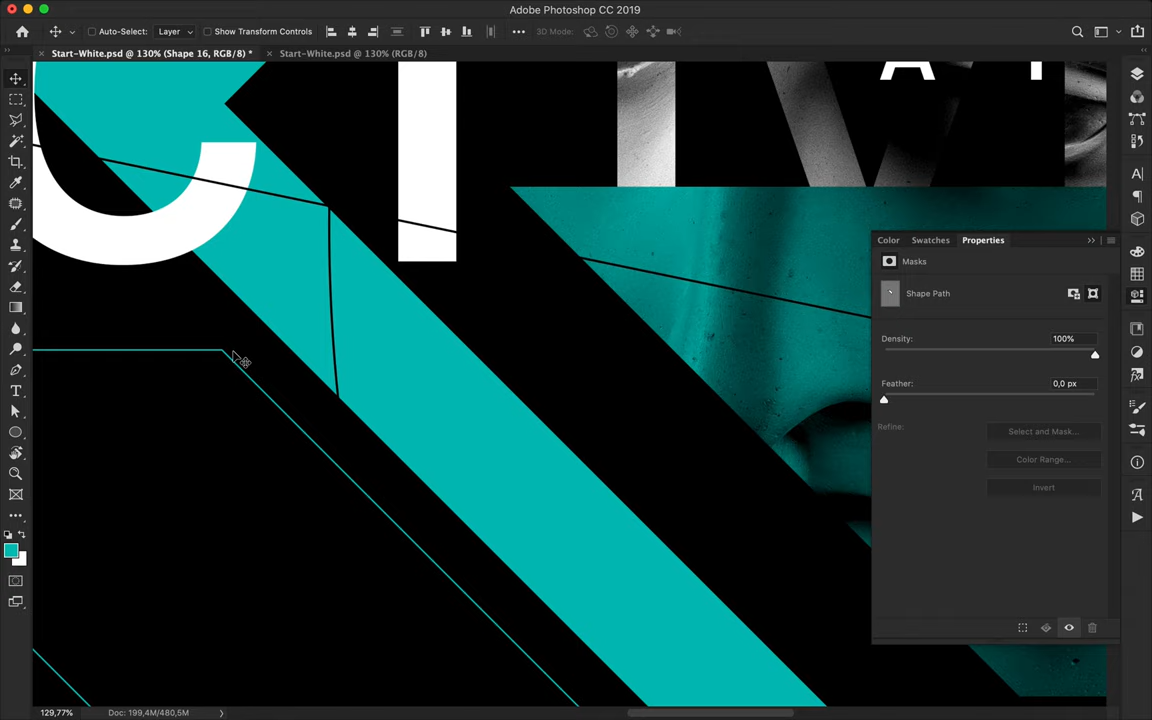 Adobe Photoshop CC 2019
Auto-Select:
Layer
Show Transform Controls
3D Mode:
Start-White.psd @ 130% (Shape 16, RGB/8) *
Start-White.psd @ 130% (RGB/8)
Color
Swatches
Properties
Masks
Shape Path
Density:
100%
Feather:
0,0 px
Refine:
Select and Mask...
Color Range...
Invert
129,77%
Doc: 199,4M/480,5M